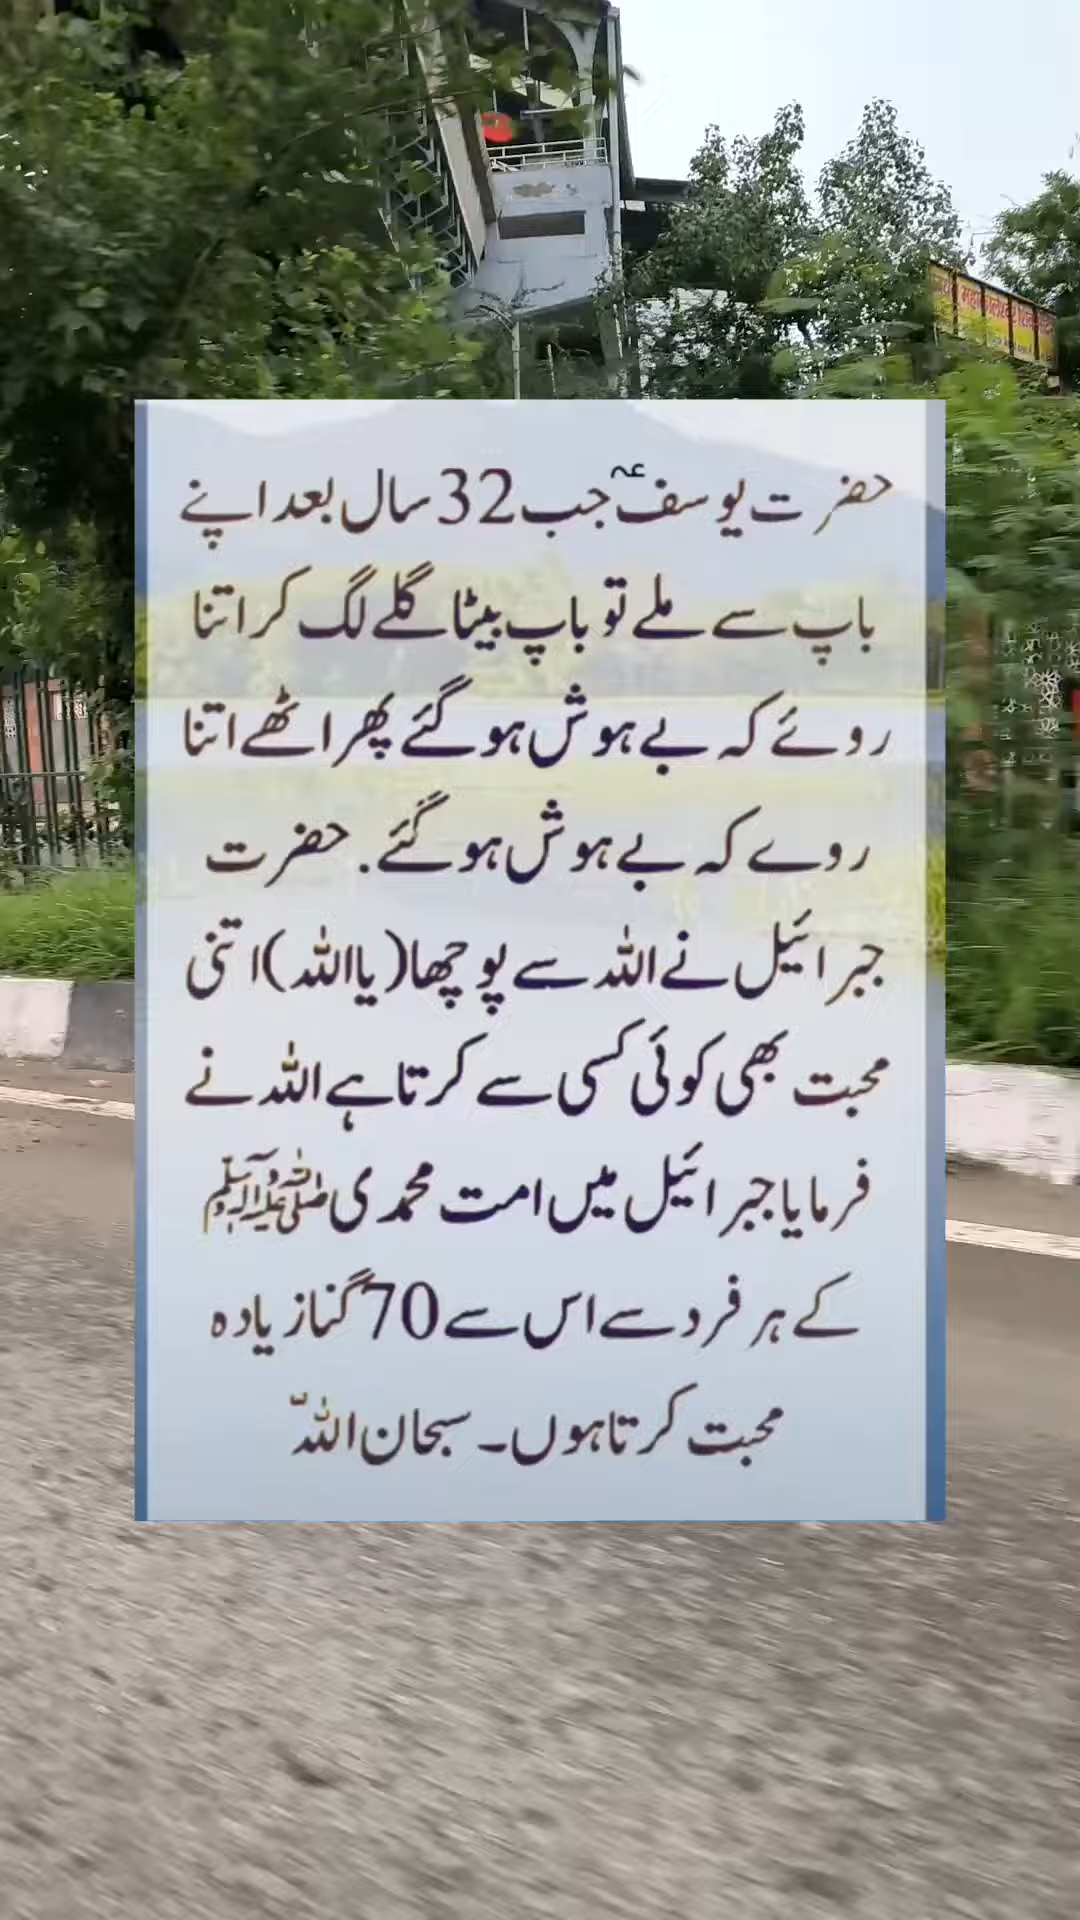 حضرت یوسفؑ جب 32 سال بعد اپنے
باپ سے ملے تو باپ بیٹا گلے لگ کر اتنا
روئے کہ بے ہوش ہو گئے پھر اٹھے اتنا
روے کہ بے ہوش ہو گئے. حضرت
جبرائیل نے اللہ سے پوچھا (یا اللہ) اتنی
محبت بھی کوئی کسی سے کرتا ہے اللہ نے
فرمایا جبرائیل میں امت محمدی ﷺ
کے ہر فرد سے اس سے 70 گنا زیادہ
محبت کرتا ہوں۔ سبحان اللہّ